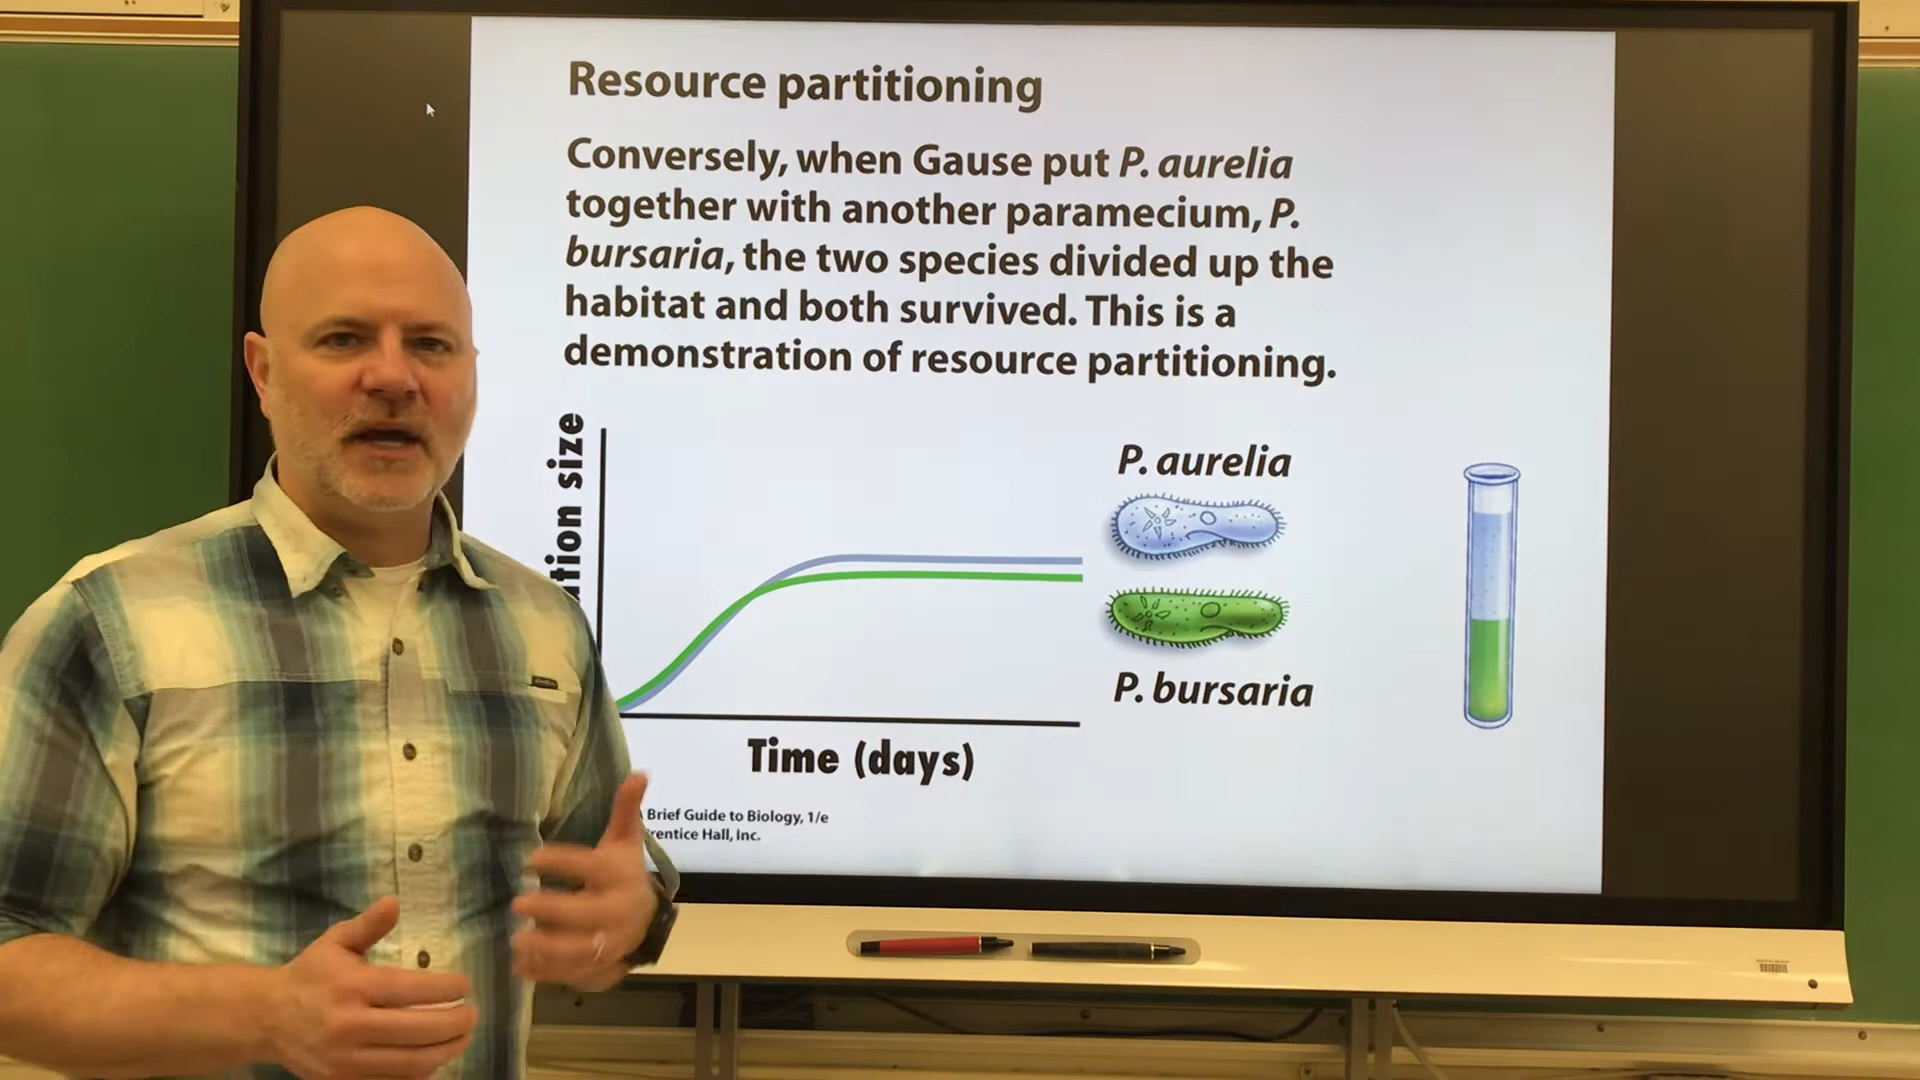 Resource partitioning
Conversely, when Gause put P. aurelia
together with another paramecium, P.
bursaria, the two species divided up the
habitat and both survived. This is a
demonstration of resource partitioning.
size
P. aurelia
P. bursaria
Time (days)
Brief Guide to Biology, 1/e
Hall, Inc.